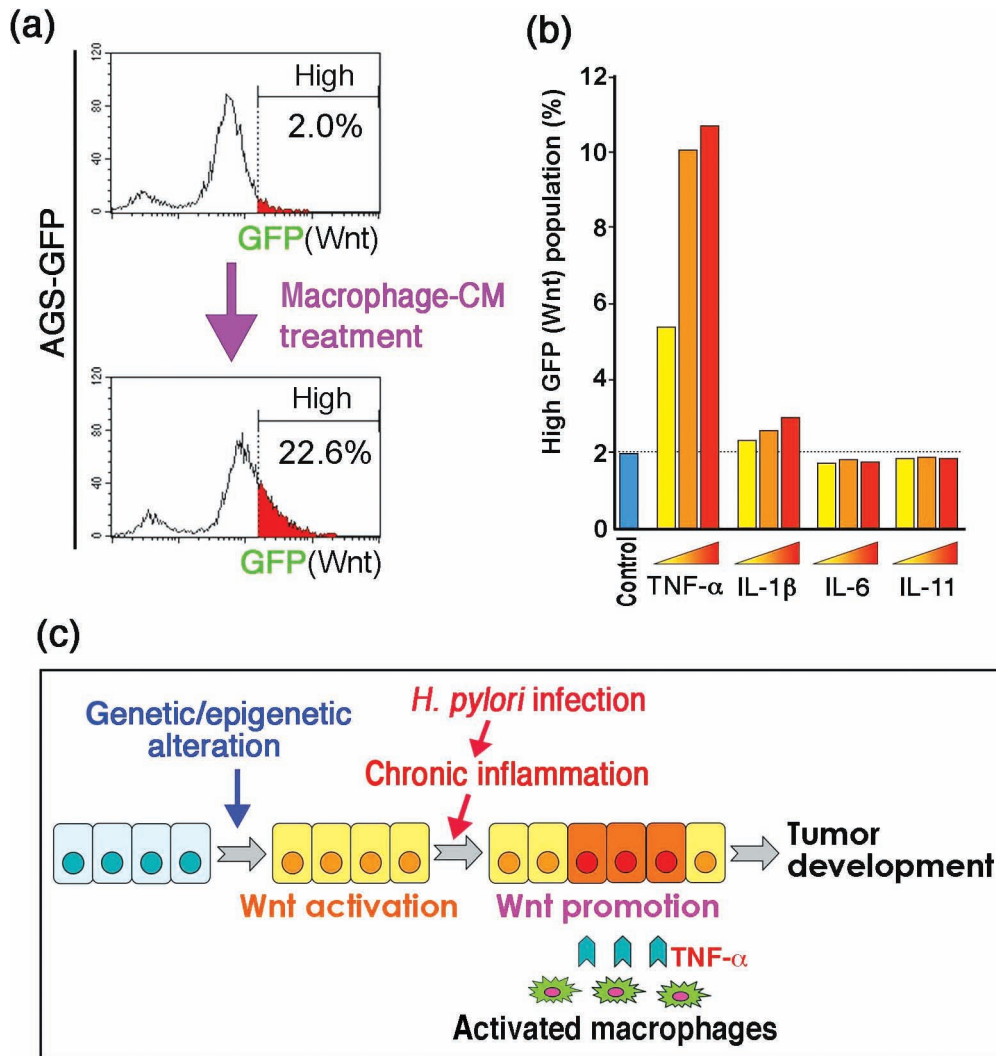 (a)
AGS-GFP
120
80
40
0
High
2.0%
GFP(Wnt)
Macrophage-CM
treatment
120
80
40
0
High
22.6%
GFP(Wnt)
(b)
High GFP (Wnt) population (%)
12
10
8
6
4
2
0
Control
TNF-α
IL-1β
IL-6
IL-11
(c)
Genetic/epigenetic
alteration
H. pylori infection
Chronic inflammation
Wnt activation
Wnt promotion
Tumor
development
TNF-α
Activated macrophages